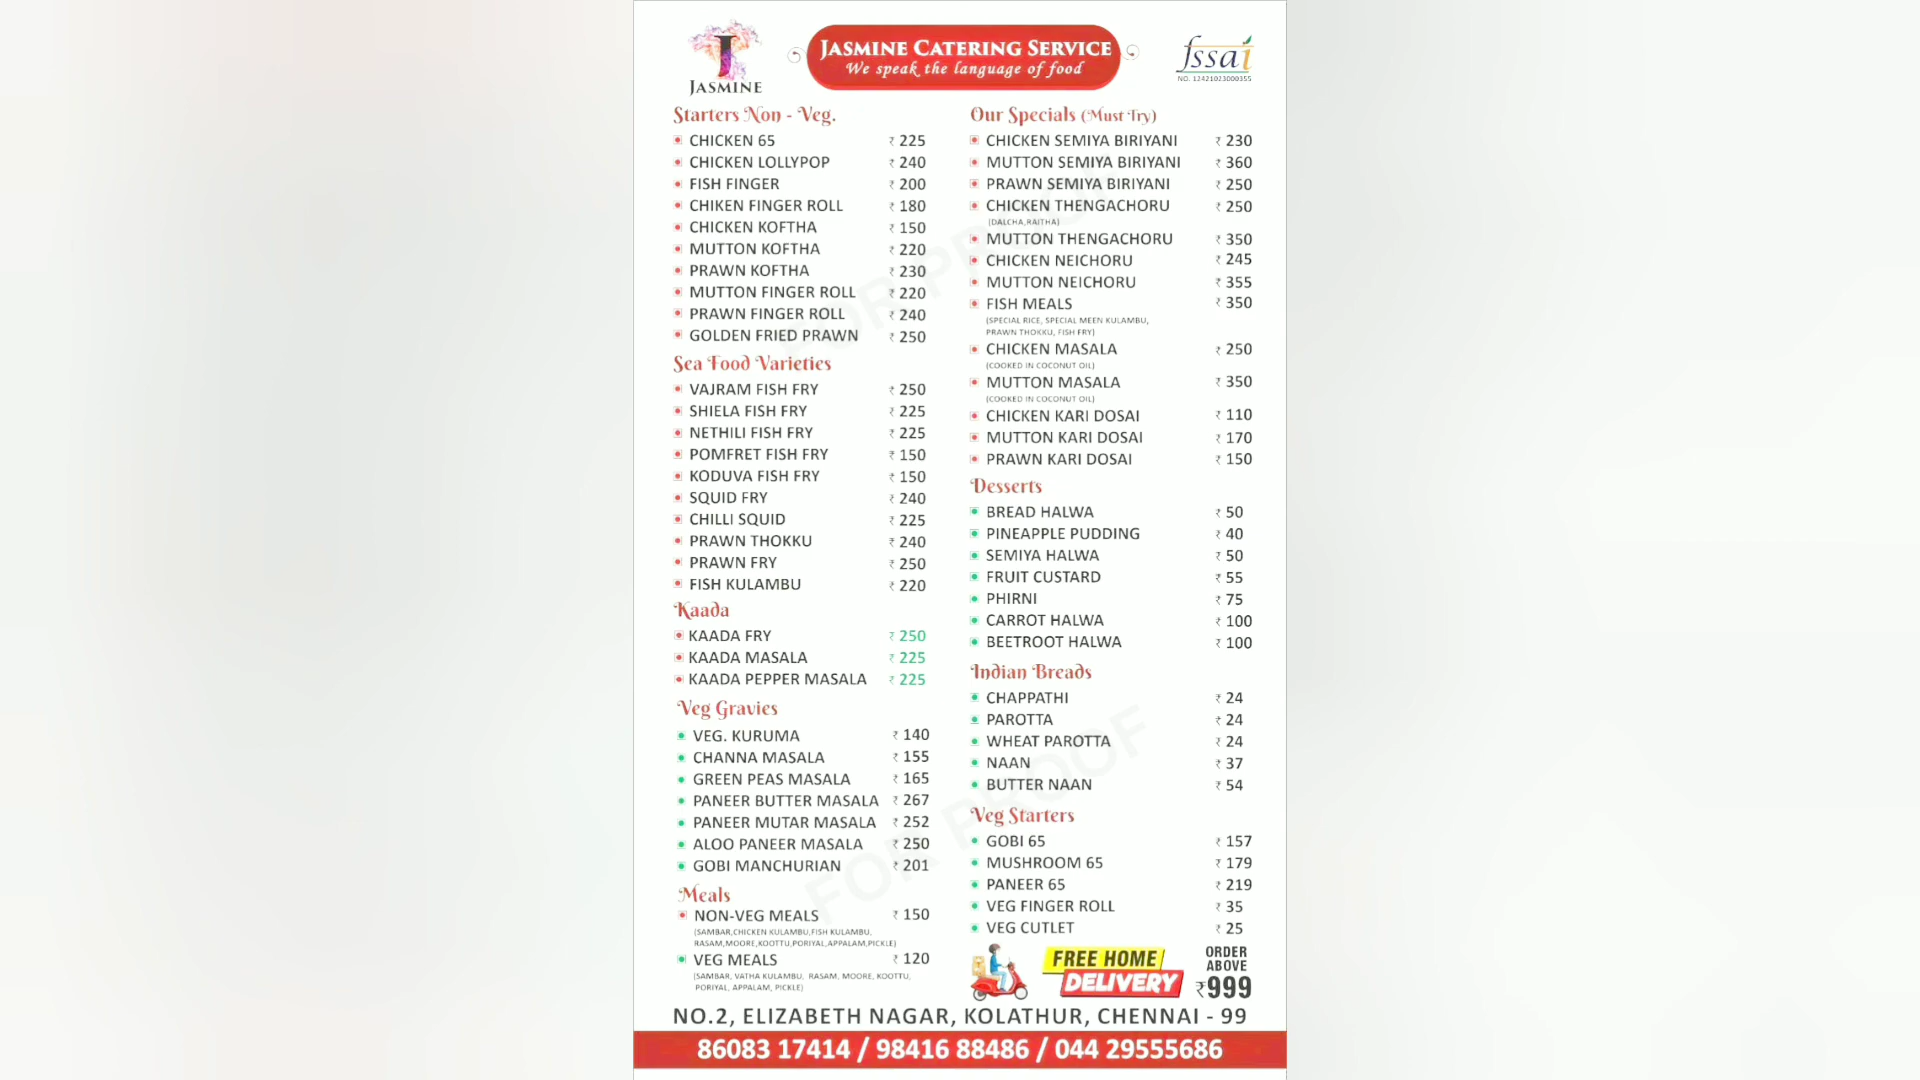 JASMINE
JASMINE CATERING SERVICE
We speak the language of food
fssai
NO. 12421023000355
Starters Non - Veg.
CHICKEN 65 ₹ 225
CHICKEN LOLLYPOP ₹ 240
FISH FINGER ₹ 200
CHIKEN FINGER ROLL ₹ 180
CHICKEN KOFTHA ₹ 150
MUTTON KOFTHA ₹ 220
PRAWN KOFTHA ₹ 230
MUTTON FINGER ROLL ₹ 220
PRAWN FINGER ROLL ₹ 240
GOLDEN FRIED PRAWN ₹ 250
Sea Food Varieties
VAJRAM FISH FRY ₹ 250
SHIELA FISH FRY ₹ 225
NETHILI FISH FRY ₹ 225
POMFRET FISH FRY ₹ 150
KODUVA FISH FRY ₹ 150
SQUID FRY ₹ 240
CHILLI SQUID ₹ 225
PRAWN THOKKU ₹ 240
PRAWN FRY ₹ 250
FISH KULAMBU ₹ 220
Kaada
KAADA FRY ₹ 250
KAADA MASALA ₹ 225
KAADA PEPPER MASALA ₹ 225
Veg Gravies
VEG. KURUMA ₹ 140
CHANNA MASALA ₹ 155
GREEN PEAS MASALA ₹ 165
PANEER BUTTER MASALA ₹ 267
PANEER MUTAR MASALA ₹ 252
ALOO PANEER MASALA ₹ 250
GOBI MANCHURIAN ₹ 201
Meals
NON-VEG MEALS ₹ 150
(SAMBAR,CHICKEN KULAMBU,FISH KULAMBU,
RASAM,MOORE,KOOTTU,PORIYAL,APPALAM,PICKLE)
VEG MEALS ₹ 120
(SAMBAR, VATHA KULAMBU, RASAM, MOORE, KOOTTU,
PORIYAL, APPALAM, PICKLE)
Our Specials (Must Try)
CHICKEN SEMIYA BIRIYANI ₹ 230
MUTTON SEMIYA BIRIYANI ₹ 360
PRAWN SEMIYA BIRIYANI ₹ 250
CHICKEN THENGACHORU ₹ 250
(DALCHA,RAITHA)
MUTTON THENGACHORU ₹ 350
CHICKEN NEICHORU ₹ 245
MUTTON NEICHORU ₹ 355
FISH MEALS ₹ 350
(SPECIAL RICE, SPECIAL MEEN KULAMBU,
PRAWN THOKKU, FISH FRY)
CHICKEN MASALA ₹ 250
(COOKED IN COCONUT OIL)
MUTTON MASALA ₹ 350
(COOKED IN COCONUT OIL)
CHICKEN KARI DOSAI ₹ 110
MUTTON KARI DOSAI ₹ 170
PRAWN KARI DOSAI ₹ 150
Desserts
BREAD HALWA ₹ 50
PINEAPPLE PUDDING ₹ 40
SEMIYA HALWA ₹ 50
FRUIT CUSTARD ₹ 55
PHIRNI ₹ 75
CARROT HALWA ₹ 100
BEETROOT HALWA ₹ 100
Indian Breads
CHAPPATHI ₹ 24
PAROTTA ₹ 24
WHEAT PAROTTA ₹ 24
NAAN ₹ 37
BUTTER NAAN ₹ 54
Veg Starters
GOBI 65 ₹ 157
MUSHROOM 65 ₹ 179
PANEER 65 ₹ 219
VEG FINGER ROLL ₹ 35
VEG CUTLET ₹ 25
FREE HOME
DELIVERY
ORDER
ABOVE
₹999
FOR PROOF
FOR PROOF
NO.2, ELIZABETH NAGAR, KOLATHUR, CHENNAI - 99
86083 17414 / 98416 88486 / 044 29555686